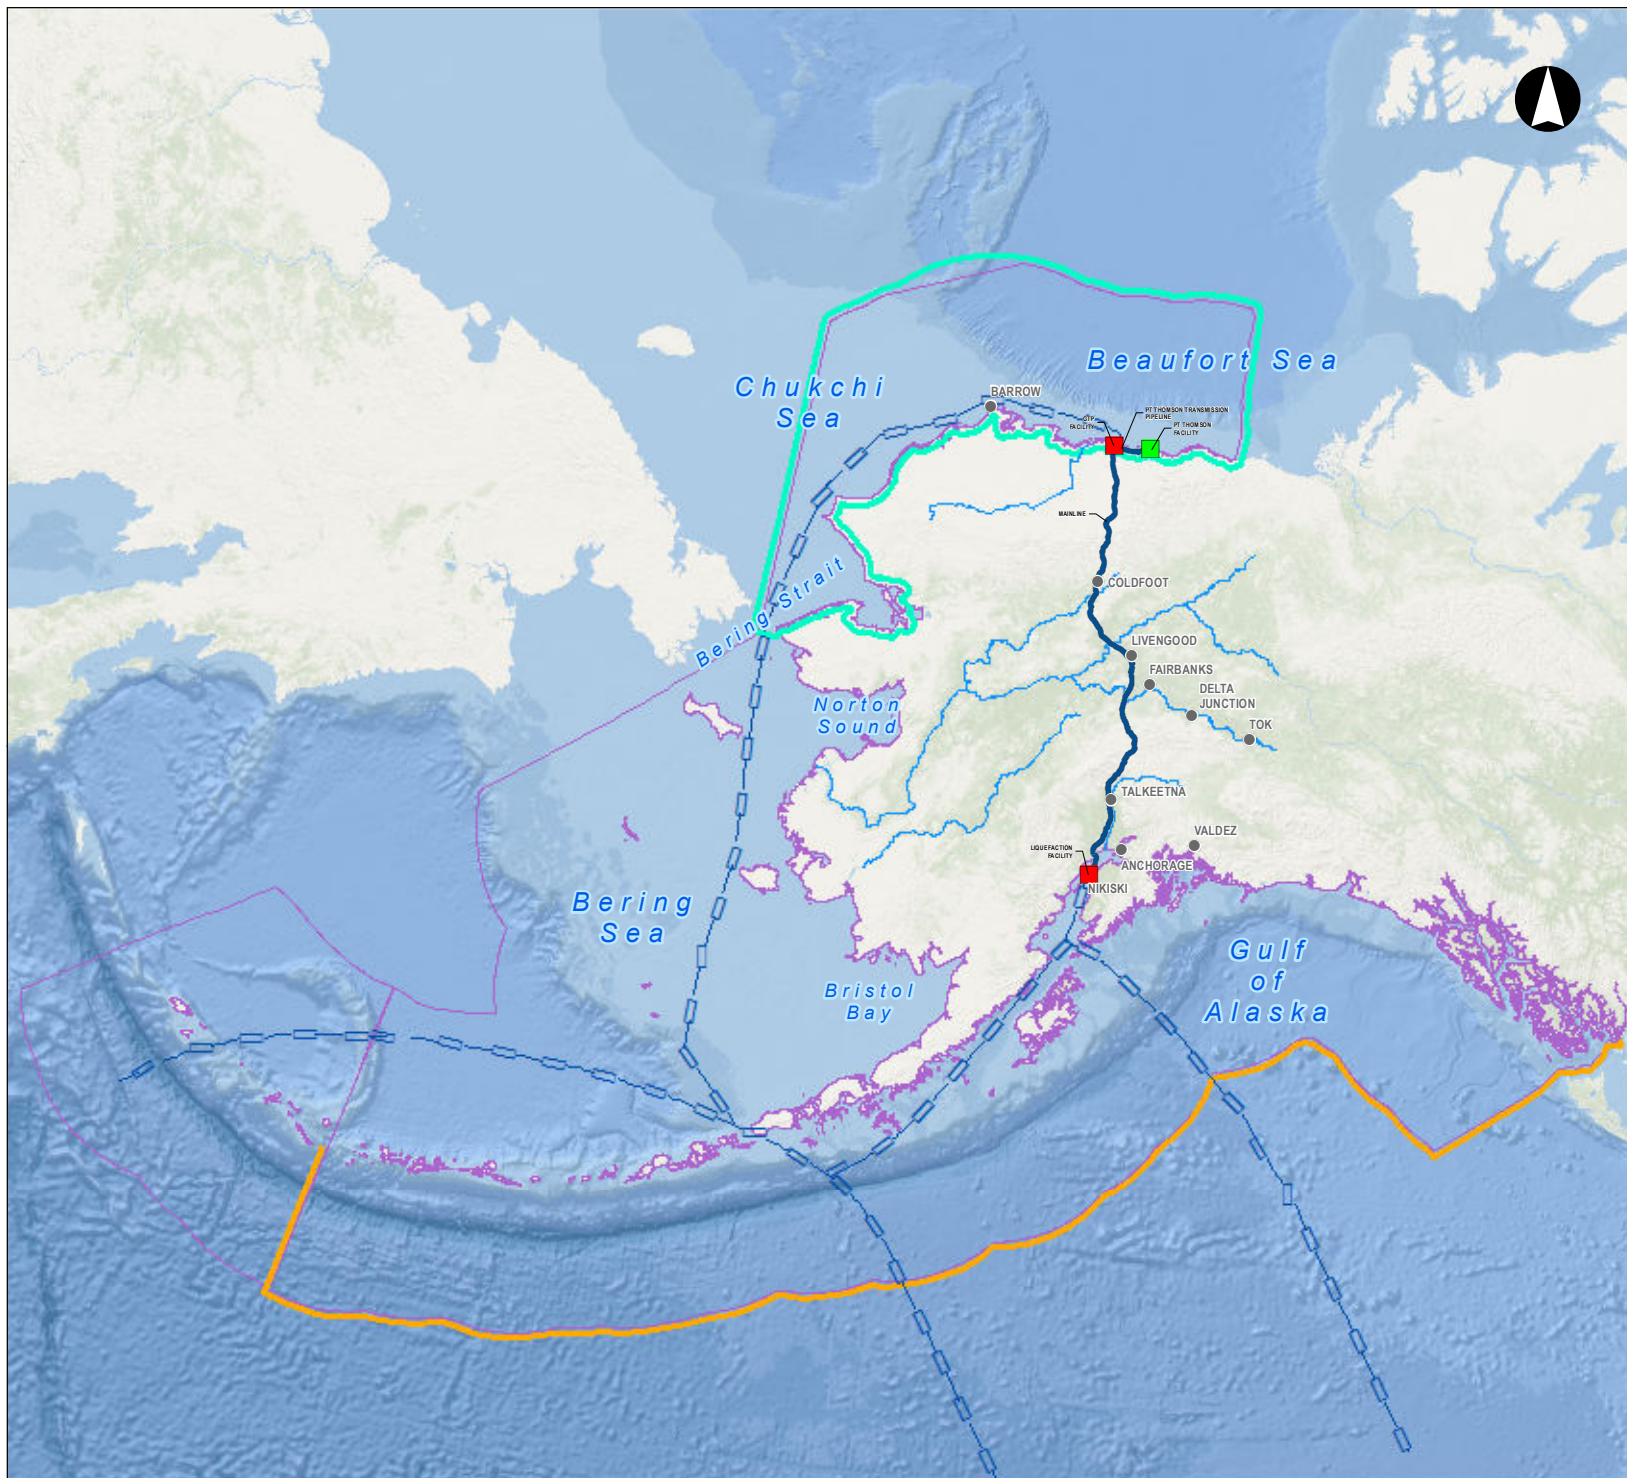 Beaufort Sea
Chukchi
Sea
BARROW
GTP
FACILITY
PT THOMSON TRANSMISSION
PIPELINE
PT THOMSON
FACILITY
MAINLINE
COLDFOOT
Bering Strait
LIVENGOOD
FAIRBANKS
DELTA
JUNCTION
TOK
Norton
Sound
TALKEETNA
VALDEZ
LIQUEFACTION
FACILITY
ANCHORAGE
NIKISKI
Bering
Sea
Gulf
of
Alaska
Bristol
Bay